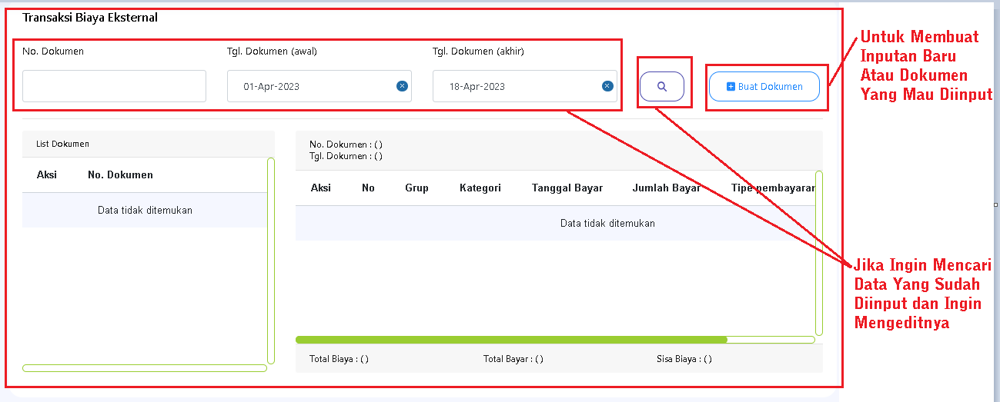 Transaksi Biaya Eksternal
No. Dokumen
Tgl. Dokumen (awal)
Tgl. Dokumen (akhir)
01-Apr-2023
18-Apr-2023
Buat Dokumen
Untuk Membuat
Inputan Baru
Atau Dokumen
Yang Mau Diinput
List Dokumen
Aksi No. Dokumen
Data tidak ditemukan
No. Dokumen : ( )
Tgl. Dokumen : ( )
Aksi No Grup Kategori Tanggal Bayar Jumlah Bayar Tipe pembayaran
Data tidak ditemukan
Jika Ingin Mencari
Data Yang Sudah
Diinput dan Ingin
Mengeditnya
Total Biaya : ( )
Total Bayar : ( )
Sisa Biaya : ( )